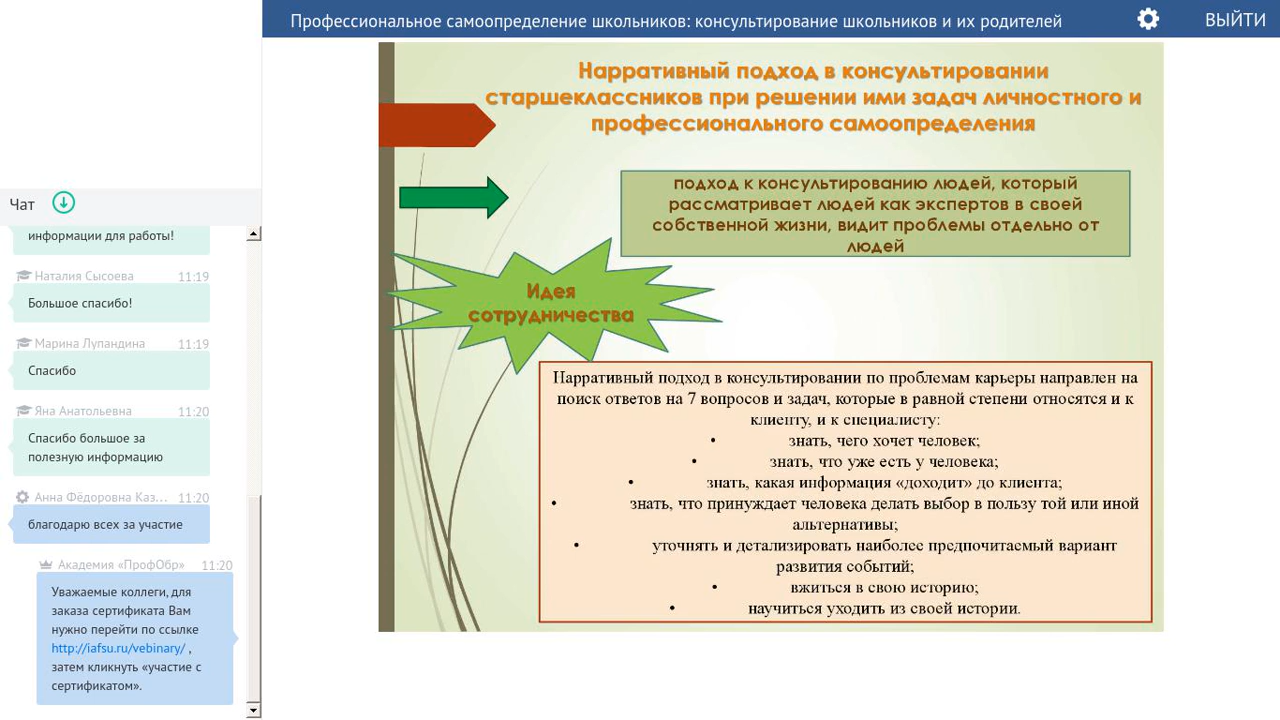 Профессиональное самоопределение школьников: консультирование школьников и их родителей
ВЫЙТИ
Чат
информации для работы!
Наталия Сысоева 11:19
Большое спасибо!
Марина Лупандина 11:19
Спасибо
Яна Анатольевна 11:20
Спасибо большое за
полезную информацию
Анна Фёдоровна Каз... 11:20
благодарю всех за участие
Академия «ПрофОбр» 11:20
Уважаемые коллеги, для
заказа сертификата Вам
нужно перейти по ссылке
http://iafsu.ru/vebinary/ ,
затем кликнуть «участие с
сертификатом».
Нарративный подход в консультировании
старшеклассников при решении ими задач личностного и
профессионального самоопределения
подход к консультированию людей, который
рассматривает людей как экспертов в своей
собственной жизни, видит проблемы отдельно от
людей
Идея
сотрудничества
Нарративный подход в консультировании по проблемам карьеры направлен на
поиск ответов на 7 вопросов и задач, которые в равной степени относятся и к
клиенту, и к специалисту:
• знать, чего хочет человек;
• знать, что уже есть у человека;
• знать, какая информация «доходит» до клиента;
• знать, что принуждает человека делать выбор в пользу той или иной
альтернативы;
• уточнять и детализировать наиболее предпочитаемый вариант
развития событий;
• вжиться в свою историю;
• научиться уходить из своей истории.